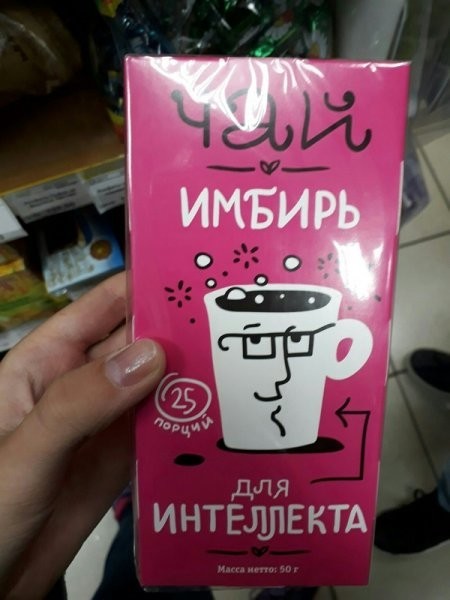 чай
ИМБИРЬ
25
ПОРЦИЙ
для
ИНТЕЛЛЕКТА
Масса нетто: 50 г